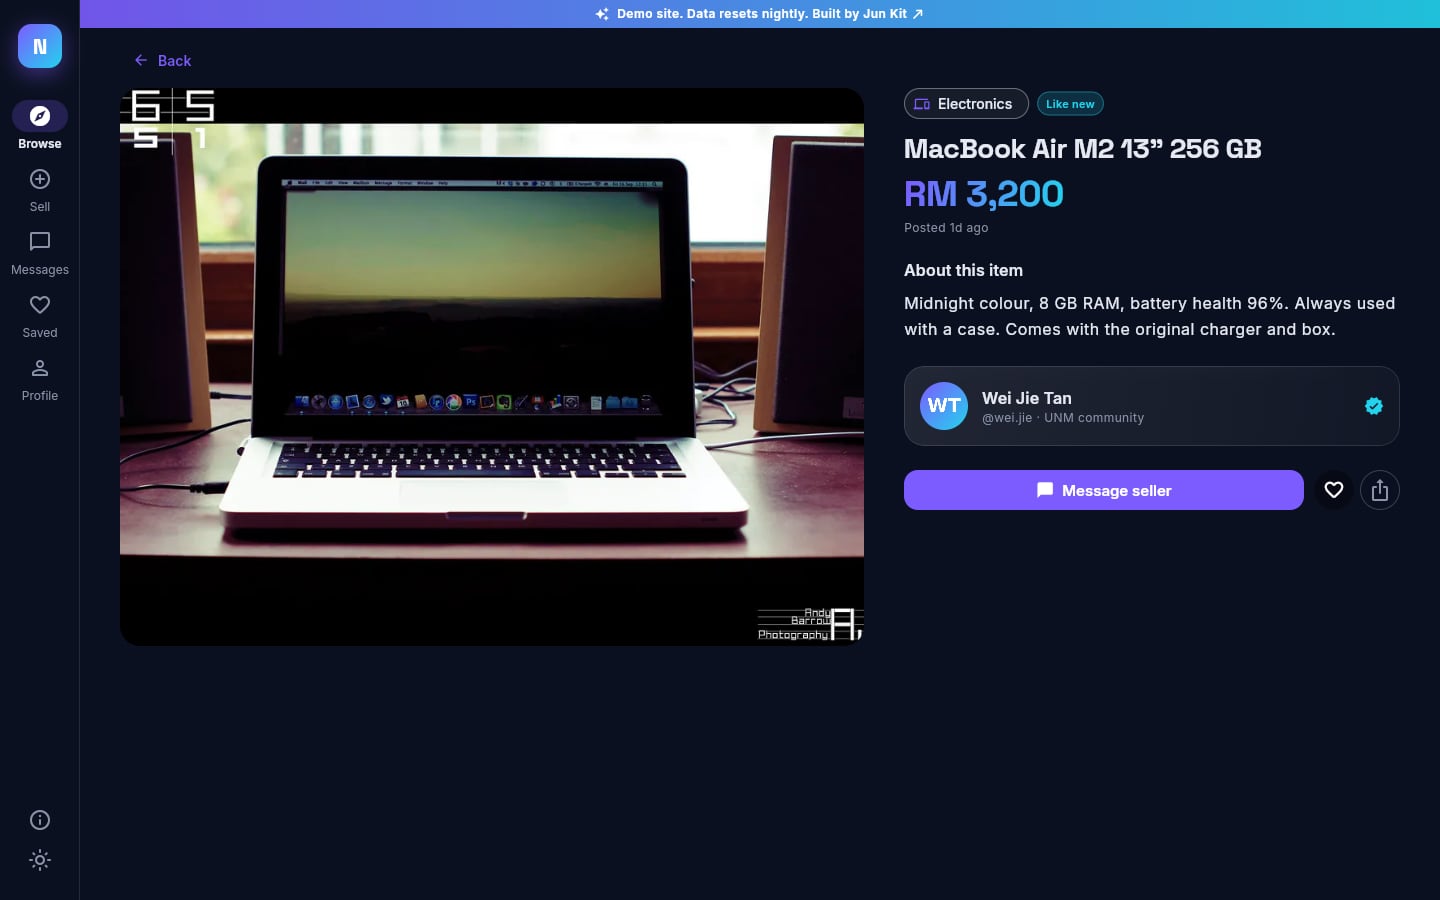 Demo site. Data resets nightly. Built by Jun Kit
N
Browse
Sell
Messages
Saved
Profile
Back
65
51
Andy
Barrow
Photography
A
Electronics
Like new
MacBook Air M2 13” 256 GB
RM 3,200
Posted 1d ago
About this item
Midnight colour, 8 GB RAM, battery health 96%. Always used
with a case. Comes with the original charger and box.
WT
Wei Jie Tan
@wei.jie · UNM community
Message seller